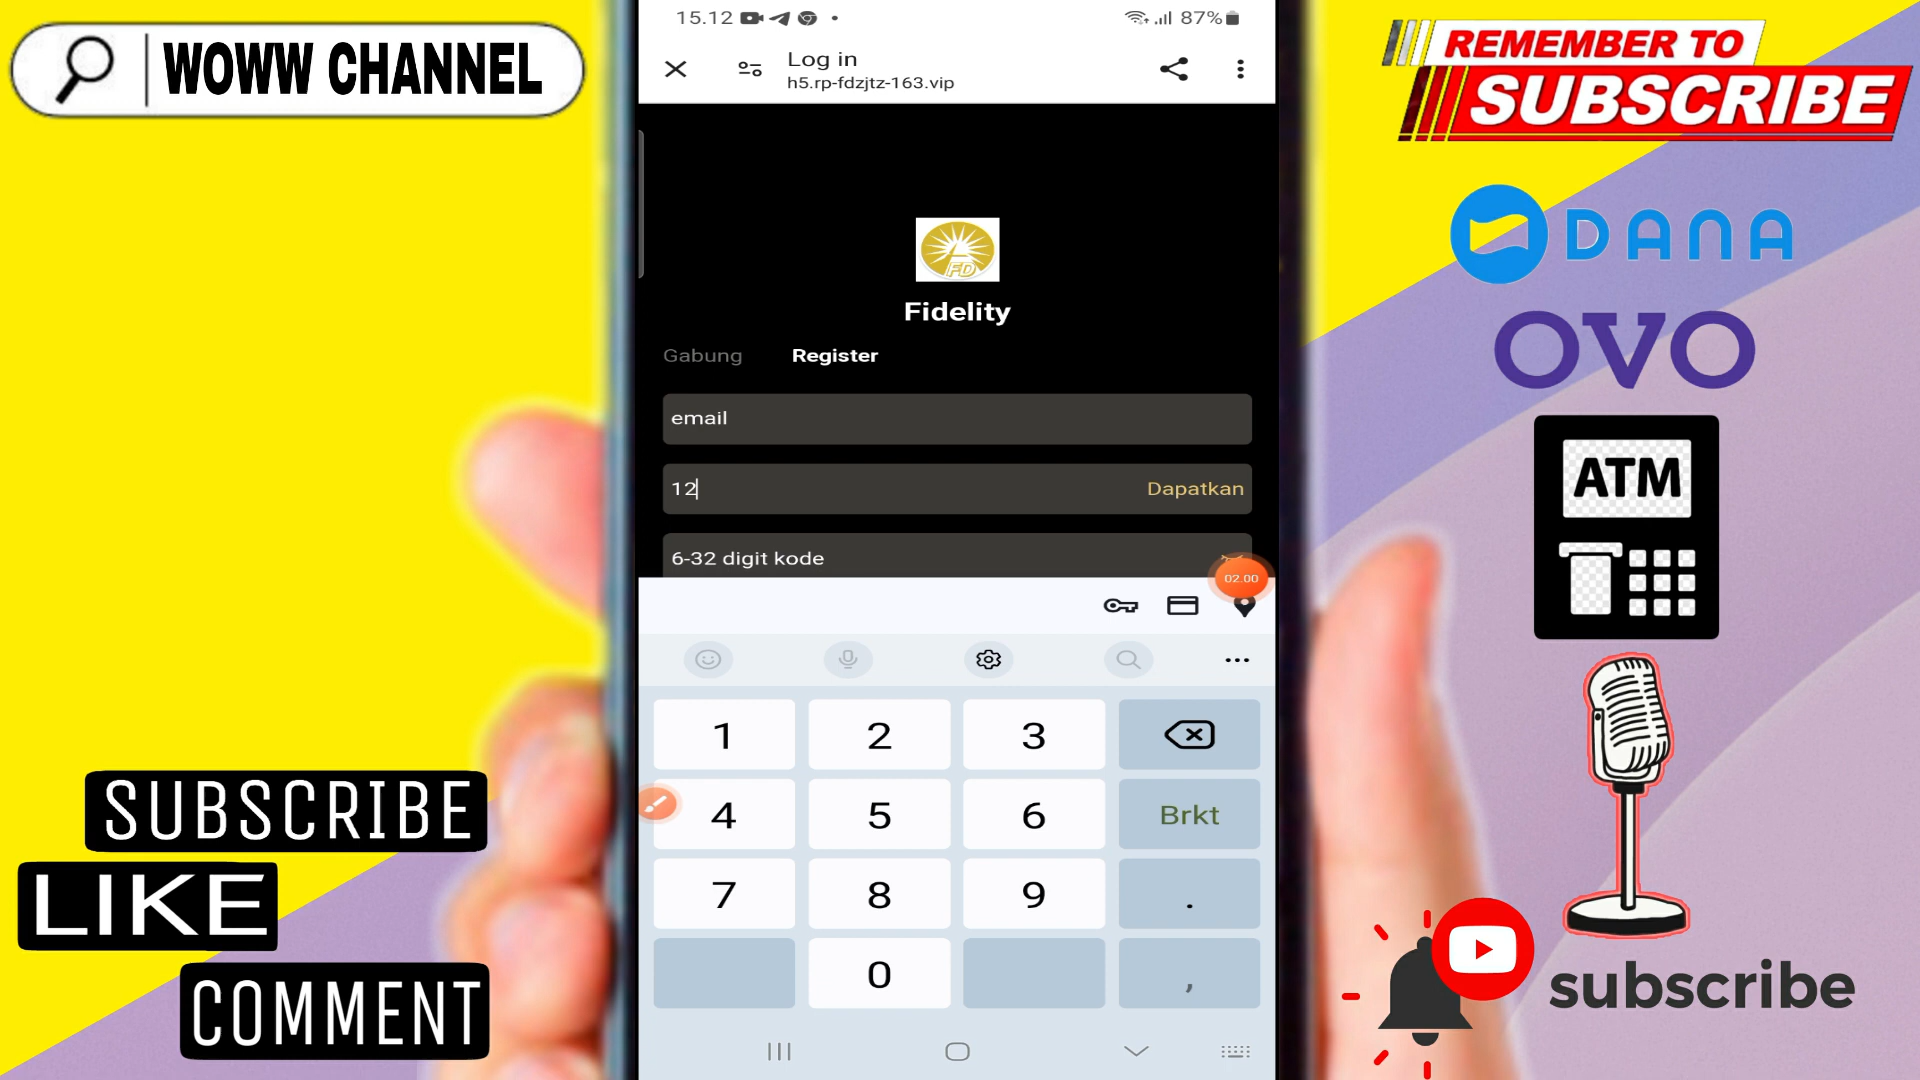 WOWW CHANNEL
15.12
87%
Log in
h5.rp-fdzjtz-163.vip
FD
Fidelity
Gabung
Register
email
12
Dapatkan
6-32 digit kode
02.00
1
2
3
4
5
6
Brkt
7
8
9
.
0
,
SUBSCRIBE
LIKE
COMMENT
REMEMBER TO
SUBSCRIBE
DANA
OVO
ATM
subscribe